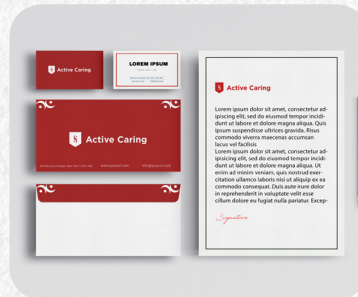 Active Caring
LOREM IPSUM
Active Caring
Active Caring
Lorem ipsum dolor sit amet, consectetur ad-
ipiscing elit, sed do eiusmod tempor incidi-
dunt ut labore et dolore magna aliqua. Quis
ipsum suspendisse ultrices gravida. Risus
commodo viverra maecenas accumsan
lacus vel facilisis
Lorem ipsum dolor sit amet, consectetur ad-
ipiscing elit, sed do eiusmod tempor incidi-
dunt ut labore et dolore magna aliqua. Ut
enim ad minim veniam, quis nostrud exer-
citation ullamco laboris nisi ut aliquip ex ea
commodo consequat. Duis aute irure dolor
in reprehenderit in voluptate velit esse
cillum dolore eu fugiat nulla pariatur. Excep-
Signature